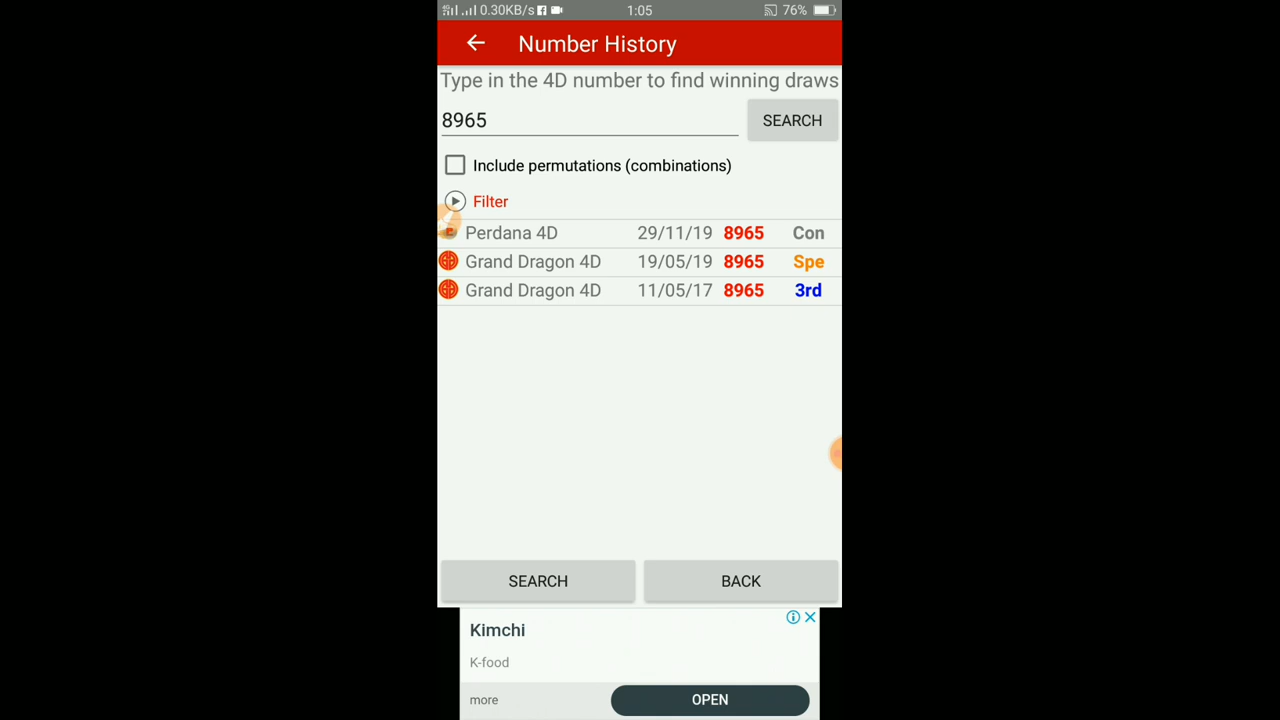 0.30KB/s 1:05 76%
Number History
Type in the 4D number to find winning draws
8965 SEARCH
Include permutations (combinations)
Filter
Perdana 4D 29/11/19 8965 Con
Grand Dragon 4D 19/05/19 8965 Spe
Grand Dragon 4D 11/05/17 8965 3rd
SEARCH BACK
Kimchi
K-food
more OPEN